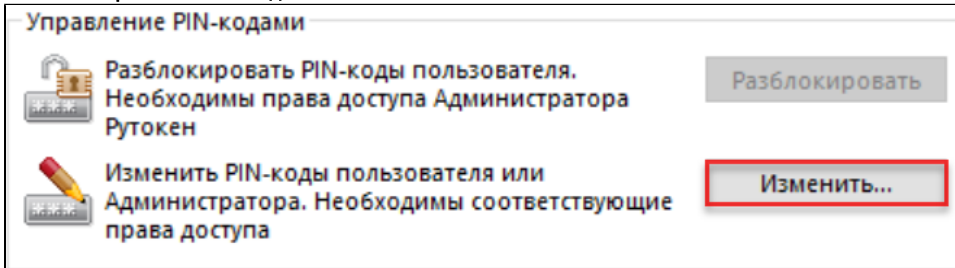 Управление PIN-кодами
Разблокировать PIN-коды пользователя.
Необходимы права доступа Администратора
Рутокен
Разблокировать
Изменить PIN-коды пользователя или
Администратора. Необходимы соответствующие
права доступа
Изменить...